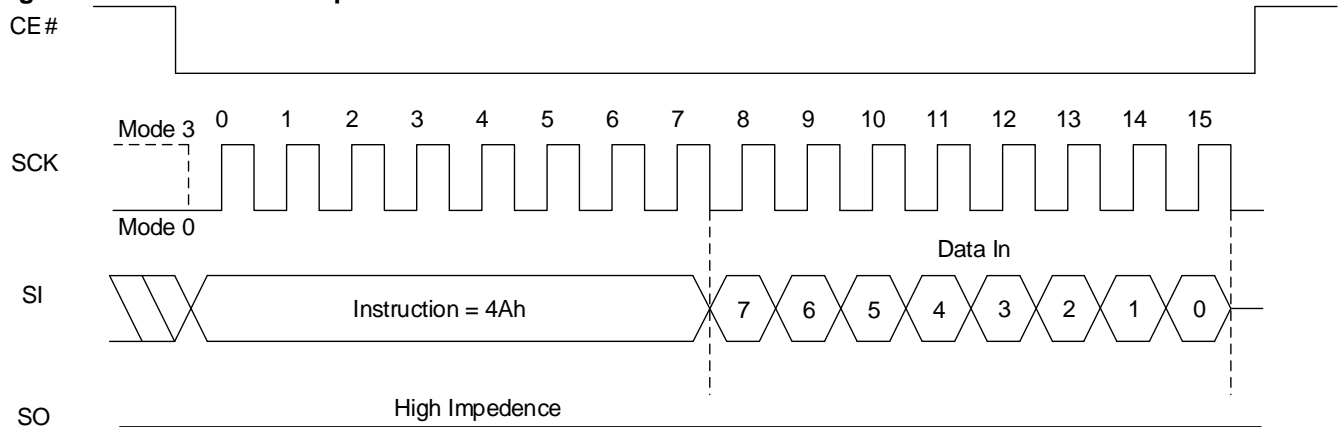 CE#
Mode 3 0 1 2 3 4 5 6 7 8 9 10 11 12 13 14 15
SCK
Mode 0
Data In
SI Instruction = 4Ah 7 6 5 4 3 2 1 0
High Impedence
SO